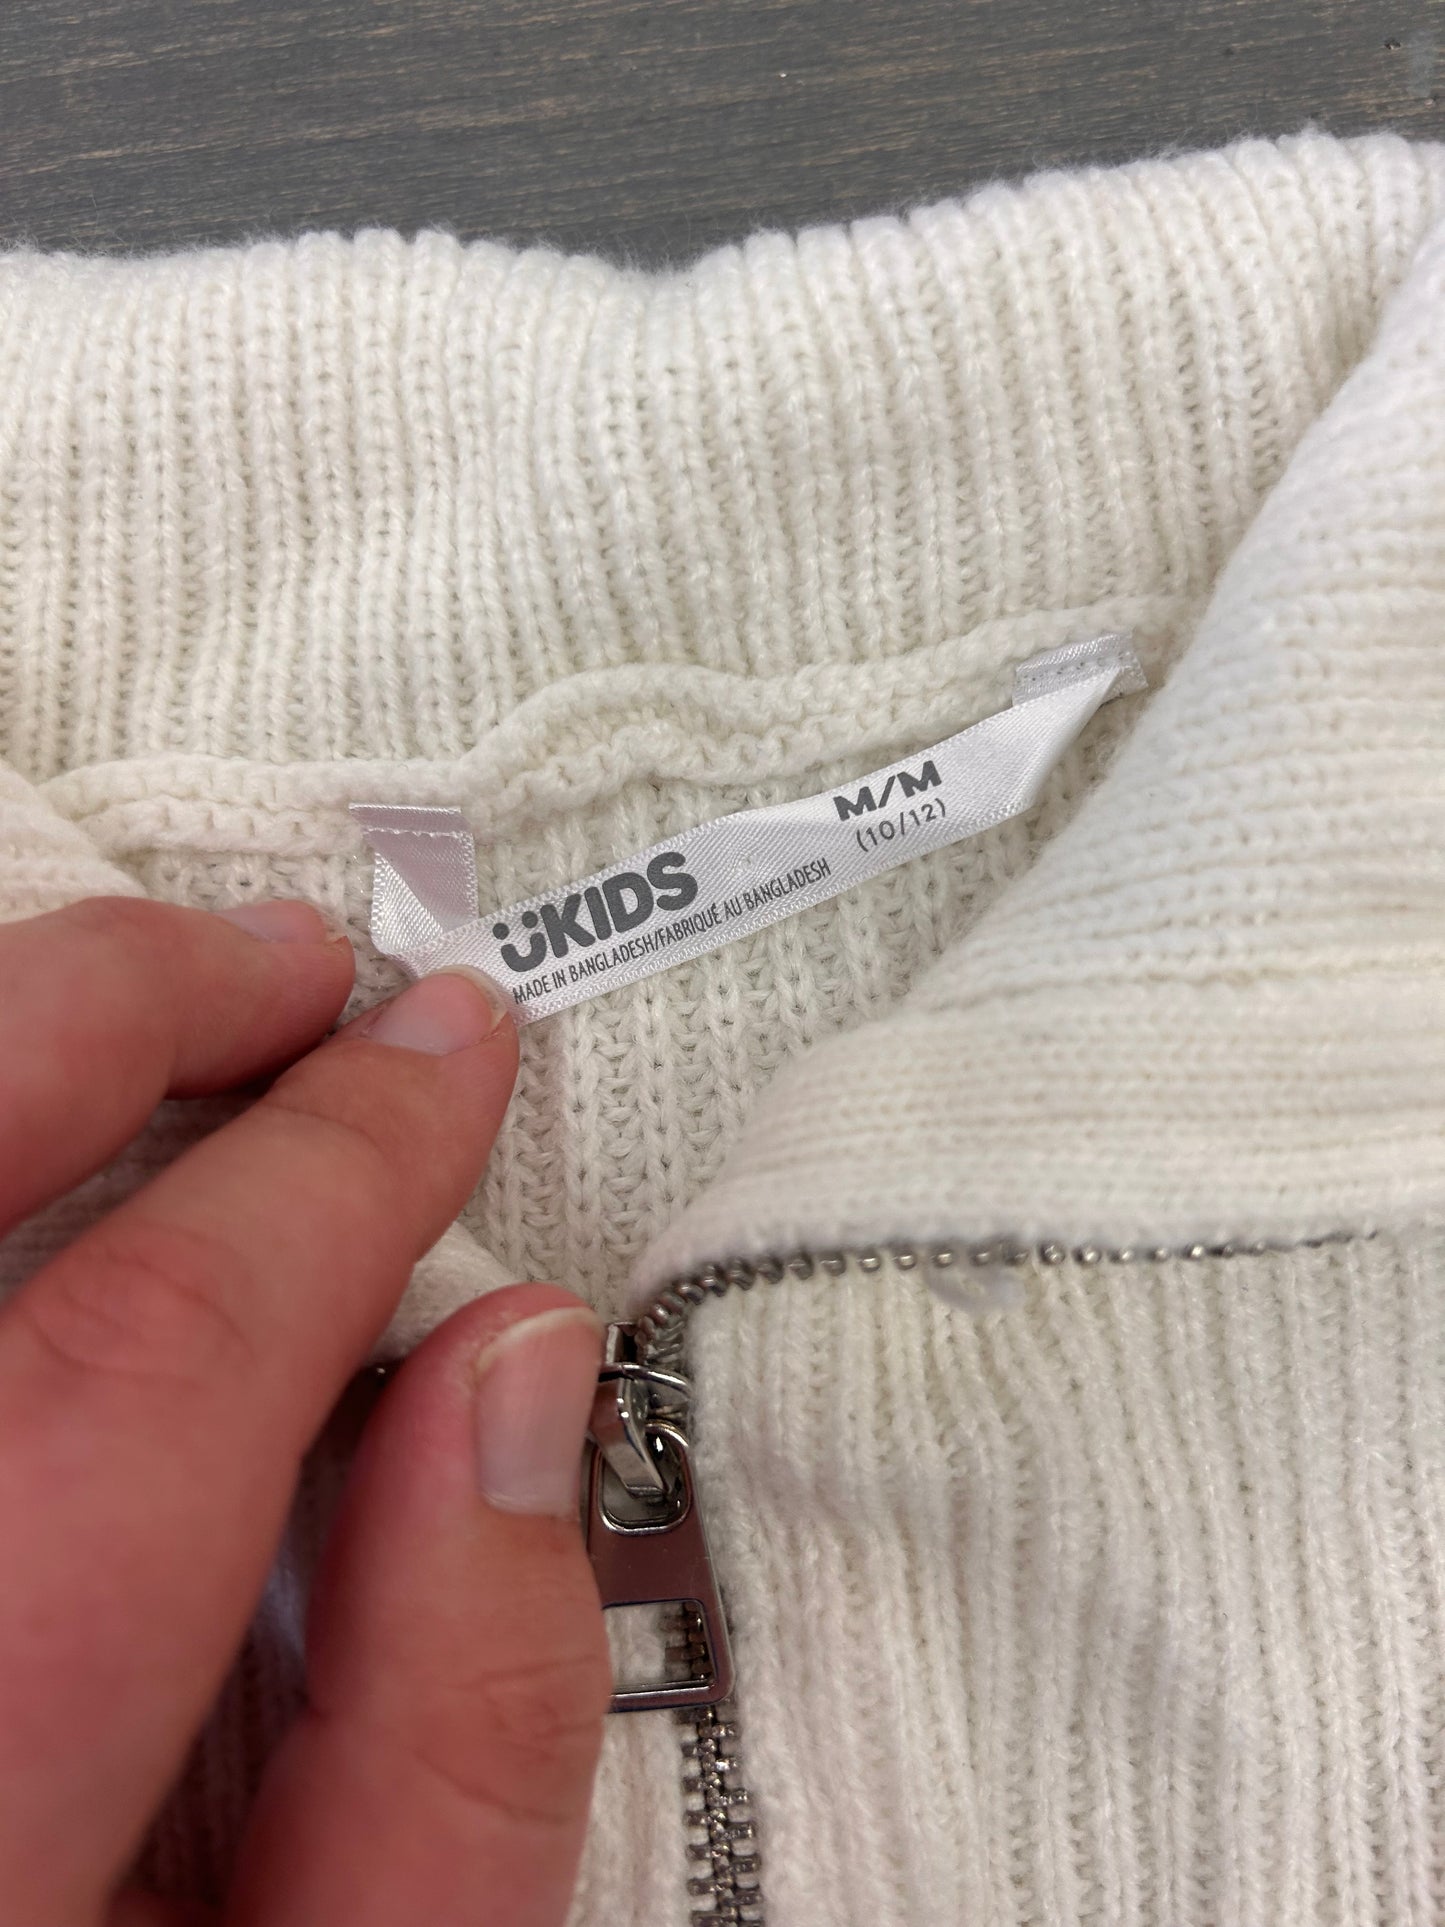 ÜKIDS
MADE IN BANGLADESH/FABRIQUÉ AU BANGLADESH
M/M
(10/12)